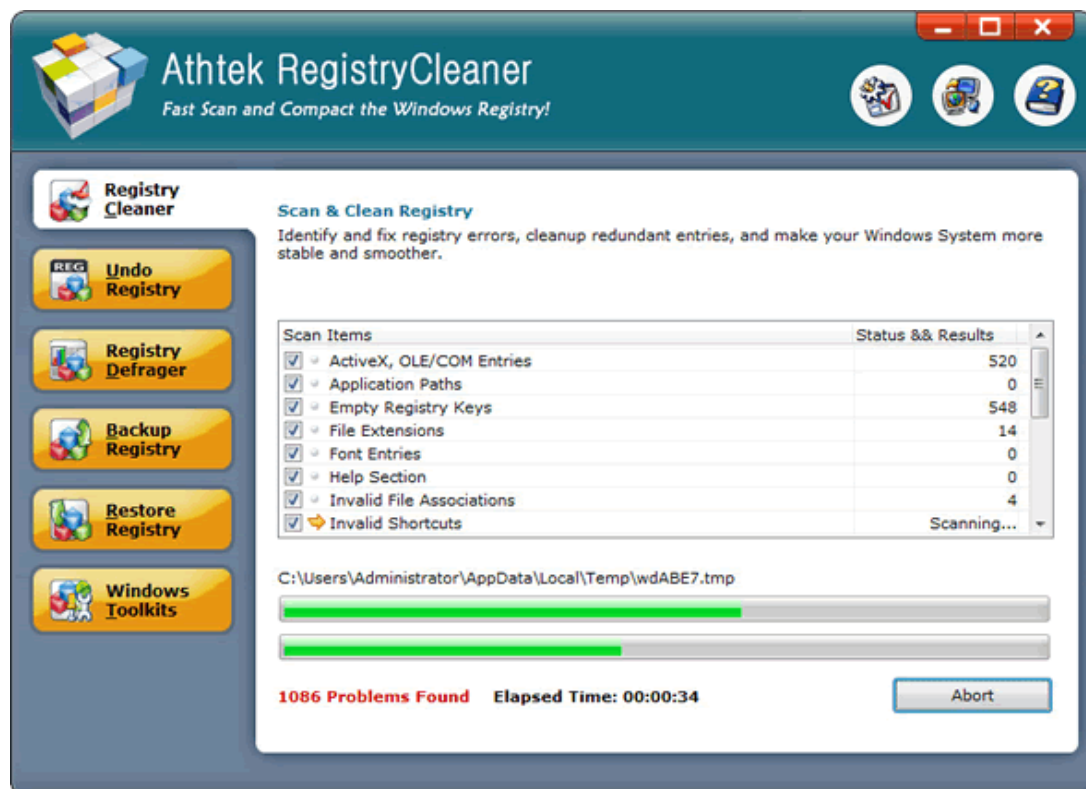 Athtek RegistryCleaner
Fast Scan and Compact the Windows Registry!
Registry
Cleaner
REG
Undo
Registry
Registry
Defrager
Backup
Registry
Restore
Registry
Windows
Toolkits
Scan & Clean Registry
Identify and fix registry errors, cleanup redundant entries, and make your Windows System more
stable and smoother.
Scan Items Status && Results
ActiveX, OLE/COM Entries 520
Application Paths 0
Empty Registry Keys 548
File Extensions 14
Font Entries 0
Help Section 0
Invalid File Associations 4
Invalid Shortcuts Scanning...
C:\Users\Administrator\AppData\Local\Temp\wdABE7.tmp
1086 Problems Found Elapsed Time: 00:00:34
Abort